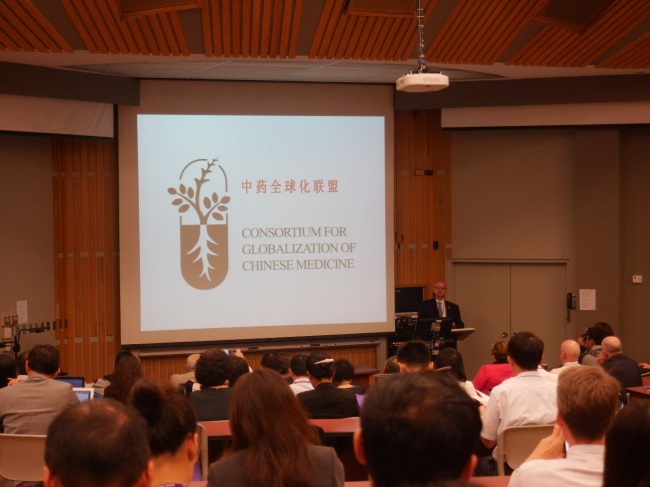 中药全球化联盟
CONSORTIUM FOR
GLOBALIZATION OF
CHINESE MEDICINE